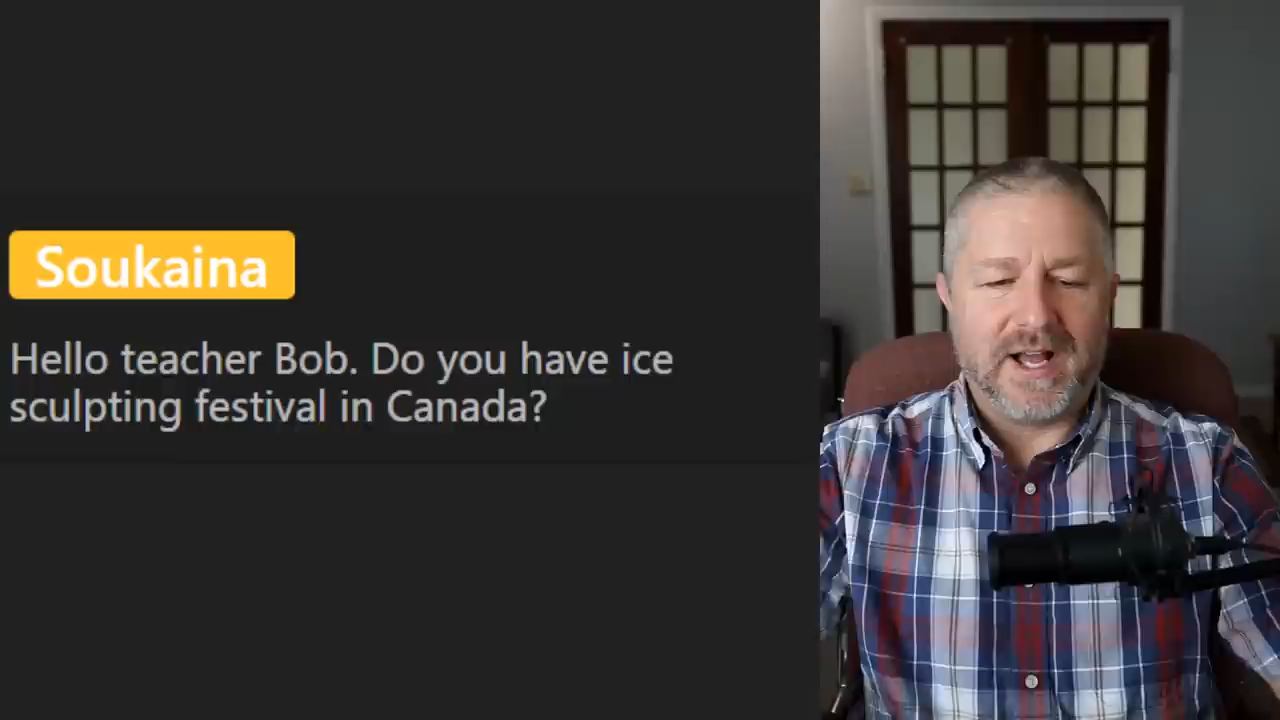 Soukaina
Hello teacher Bob. Do you have ice
sculpting festival in Canada?